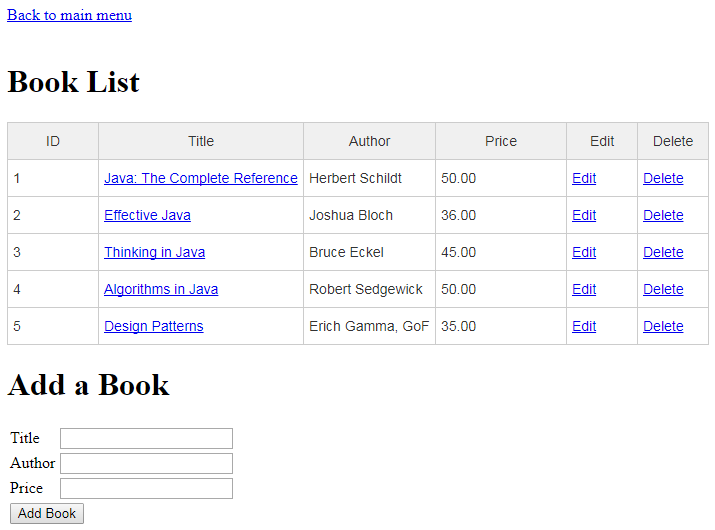 Back to main menu
Book List
ID Title Author Price Edit Delete
1 Java: The Complete Reference Herbert Schildt 50.00 Edit Delete
2 Effective Java Joshua Bloch 36.00 Edit Delete
3 Thinking in Java Bruce Eckel 45.00 Edit Delete
4 Algorithms in Java Robert Sedgewick 50.00 Edit Delete
5 Design Patterns Erich Gamma, GoF 35.00 Edit Delete
Add a Book
Title
Author
Price
Add Book